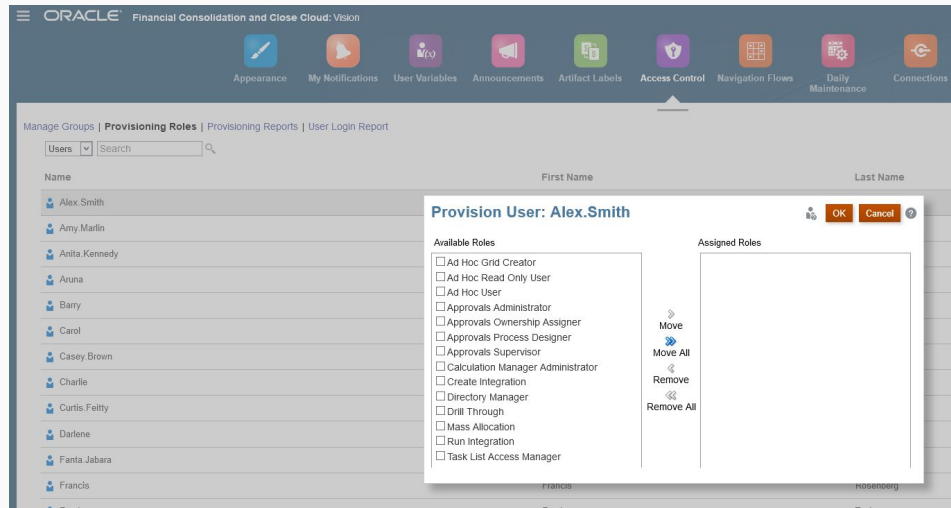 ORACLE® Financial Consolidation and Close Cloud: Vision
Appearance My Notifications User Variables Announcements Artifact Labels Access Control Navigation Flows Daily Maintenance Connections
Manage Groups | Provisioning Roles | Provisioning Reports | User Login Report
Users Search
Name First Name Last Name
Alex.Smith
Amy.Marlin
Anita.Kennedy
Aruna
Barry
Carol
Casey.Brown
Charlie
Curtis.Feitty
Darlene
Fanta.Jabara
Francis Francis Rosenberg
Provision User: Alex.Smith OK Cancel ?
Available Roles Assigned Roles
Ad Hoc Grid Creator
Ad Hoc Read Only User
Ad Hoc User
Approvals Administrator
Approvals Ownership Assigner
Approvals Process Designer
Approvals Supervisor
Calculation Manager Administrator
Create Integration
Directory Manager
Drill Through
Mass Allocation
Run Integration
Task List Access Manager
Move
Move All
Remove
Remove All